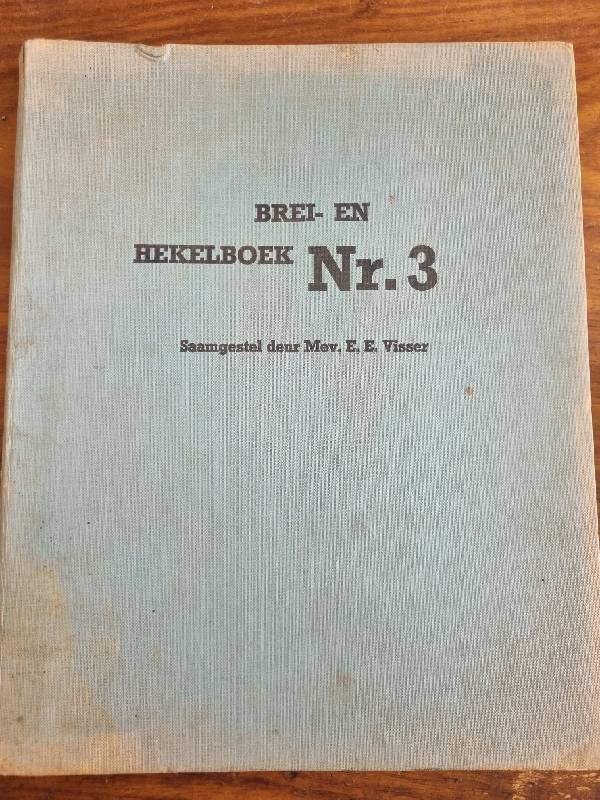 BREI- EN
HEKELBOEK Nr. 3
Saamgestel deur Mev. E. E. Visser